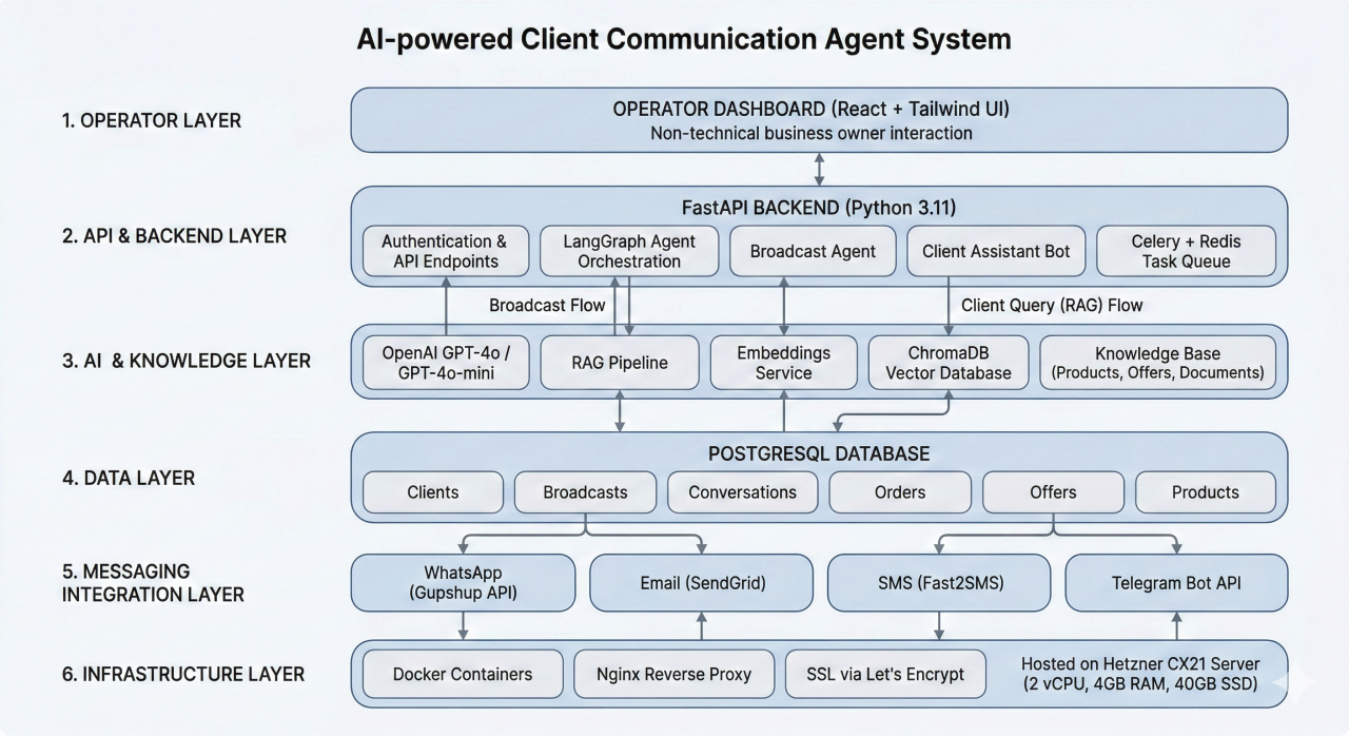 AI-powered Client Communication Agent System
1. OPERATOR LAYER
OPERATOR DASHBOARD (React + Tailwind UI)
Non-technical business owner interaction
2. API & BACKEND LAYER
FastAPI BACKEND (Python 3.11)
Authentication &
API Endpoints
LangGraph Agent
Orchestration
Broadcast Agent
Client Assistant Bot
Celery + Redis
Task Queue
Broadcast Flow
Client Query (RAG) Flow
3. AI & KNOWLEDGE LAYER
OpenAI GPT-4o /
GPT-4o-mini
RAG Pipeline
Embeddings
Service
ChromaDB
Vector Database
Knowledge Base
(Products, Offers, Documents)
4. DATA LAYER
POSTGRESQL DATABASE
Clients
Broadcasts
Conversations
Orders
Offers
Products
5. MESSAGING
INTEGRATION LAYER
WhatsApp
(Gupshup API)
Email (SendGrid)
SMS (Fast2SMS)
Telegram Bot API
6. INFRASTRUCTURE LAYER
Docker Containers
Nginx Reverse Proxy
SSL via Let's Encrypt
Hosted on Hetzner CX21 Server
(2 vCPU, 4GB RAM, 40GB SSD)